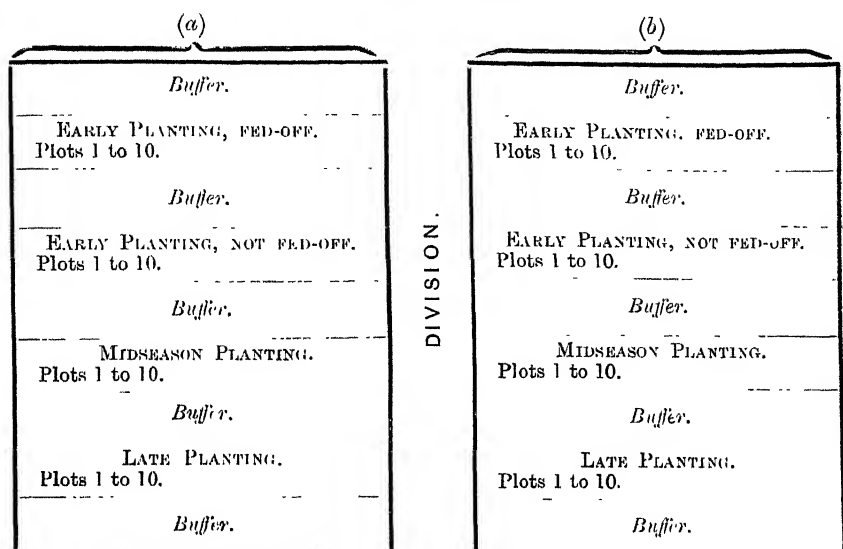 (a)
Buffer.
EARLY PLANTING, FED-OFF.
Plots 1 to 10.
Buffer.
EARLY PLANTING, NOT FED-OFF.
Plots 1 to 10.
Buffer.
MIDSEASON PLANTING.
Plots 1 to 10.
Buffer.
LATE PLANTING.
Plots 1 to 10.
Buffer.
DIVISION.
(b)
Buffer.
EARLY PLANTING. FED-OFF.
Plots 1 to 10.
Buffer.
EARLY PLANTING, NOT FED-OFF.
Plots 1 to 10.
Buffer.
MIDSEASON PLANTING.
Plots 1 to 10.
Buffer.
LATE PLANTING.
Plots 1 to 10.
Buffer.